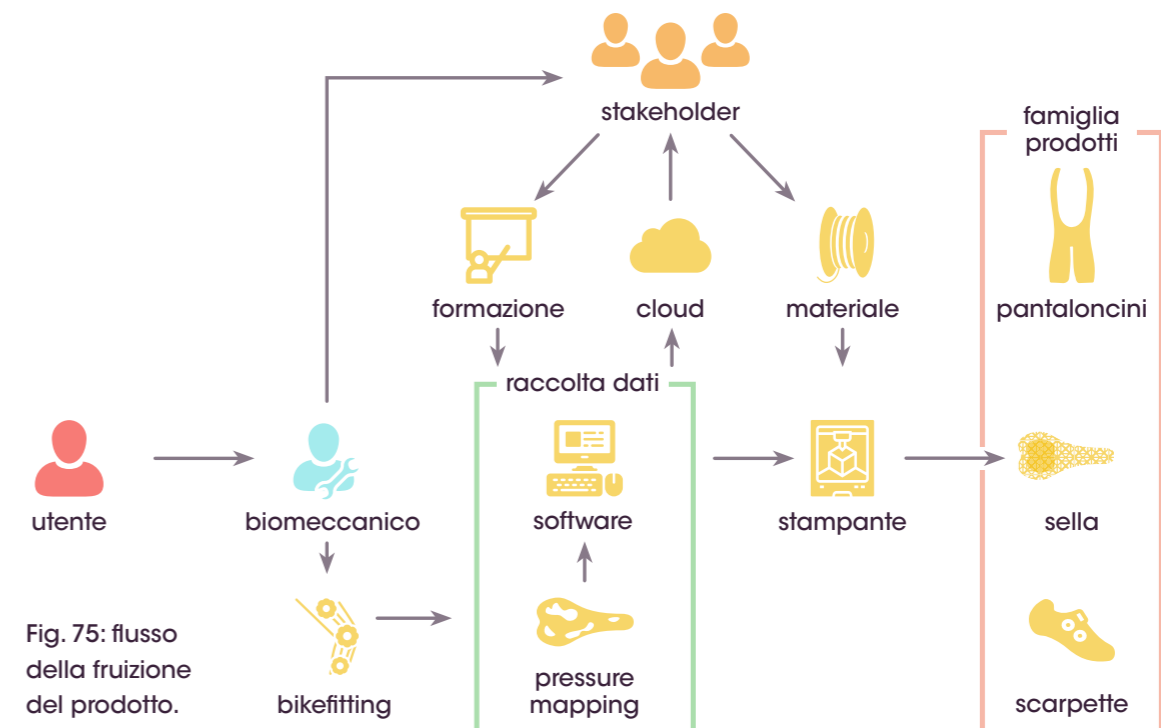 stakeholder
famiglia
prodotti
formazione
cloud
materiale
pantaloncini
raccolta dati
utente
biomeccanico
software
stampante
sella
Fig. 75: flusso
della fruizione
del prodotto.
bikefitting
pressure
mapping
scarpette